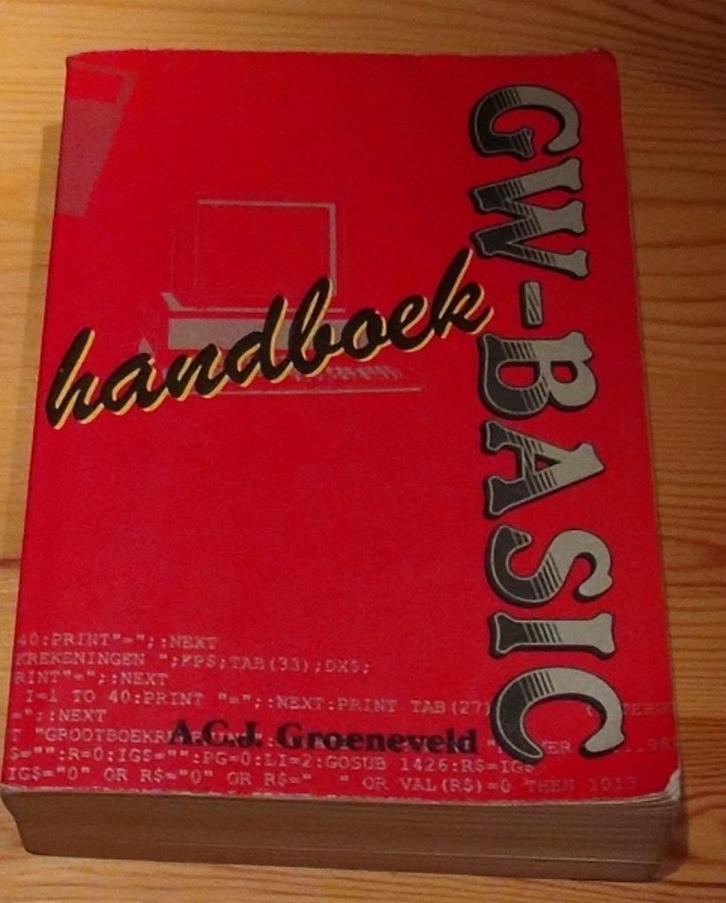 GW-BASIC
handboek
40:PRINT"=";:NEXT
KREKENINGEN ";FP$;TAB(33);DX$;
RINT"=";:NEXT
I=1 TO 40:PRINT "=";:NEXT:PRINT TAB(27)
=";:NEXT
T "GROOTBOEKR
A.C.J. Groeneveld
$="":R=0:IG$="":PG=0:LI=2:GOSUB 1426:R$=IG$
IG$="0" OR R$="0" OR R$=" " OR VAL(R$)=0 THEN 1013